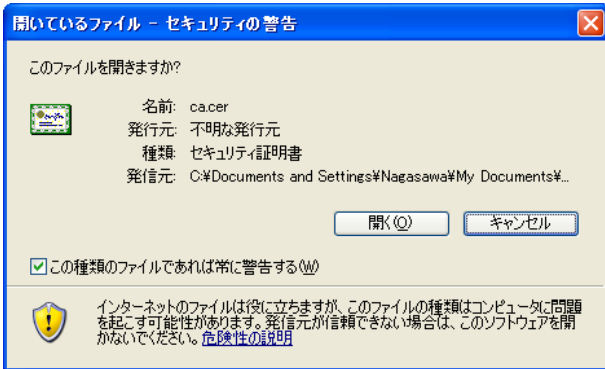 開いているファイル － セキュリティの警告
このファイルを開きますか?
名前: ca.cer
発行元: 不明な発行元
種類: セキュリティ証明書
発信元: C:¥Documents and Settings¥Nagasawa¥My Documents¥...
開く(O)
キャンセル
この種類のファイルであれば常に警告する(W)
インターネットのファイルは役に立ちますが、このファイルの種類はコンピュータに問題
を起こす可能性があります。発信元が信頼できない場合は、このソフトウェアを開
かないでください。危険性の説明